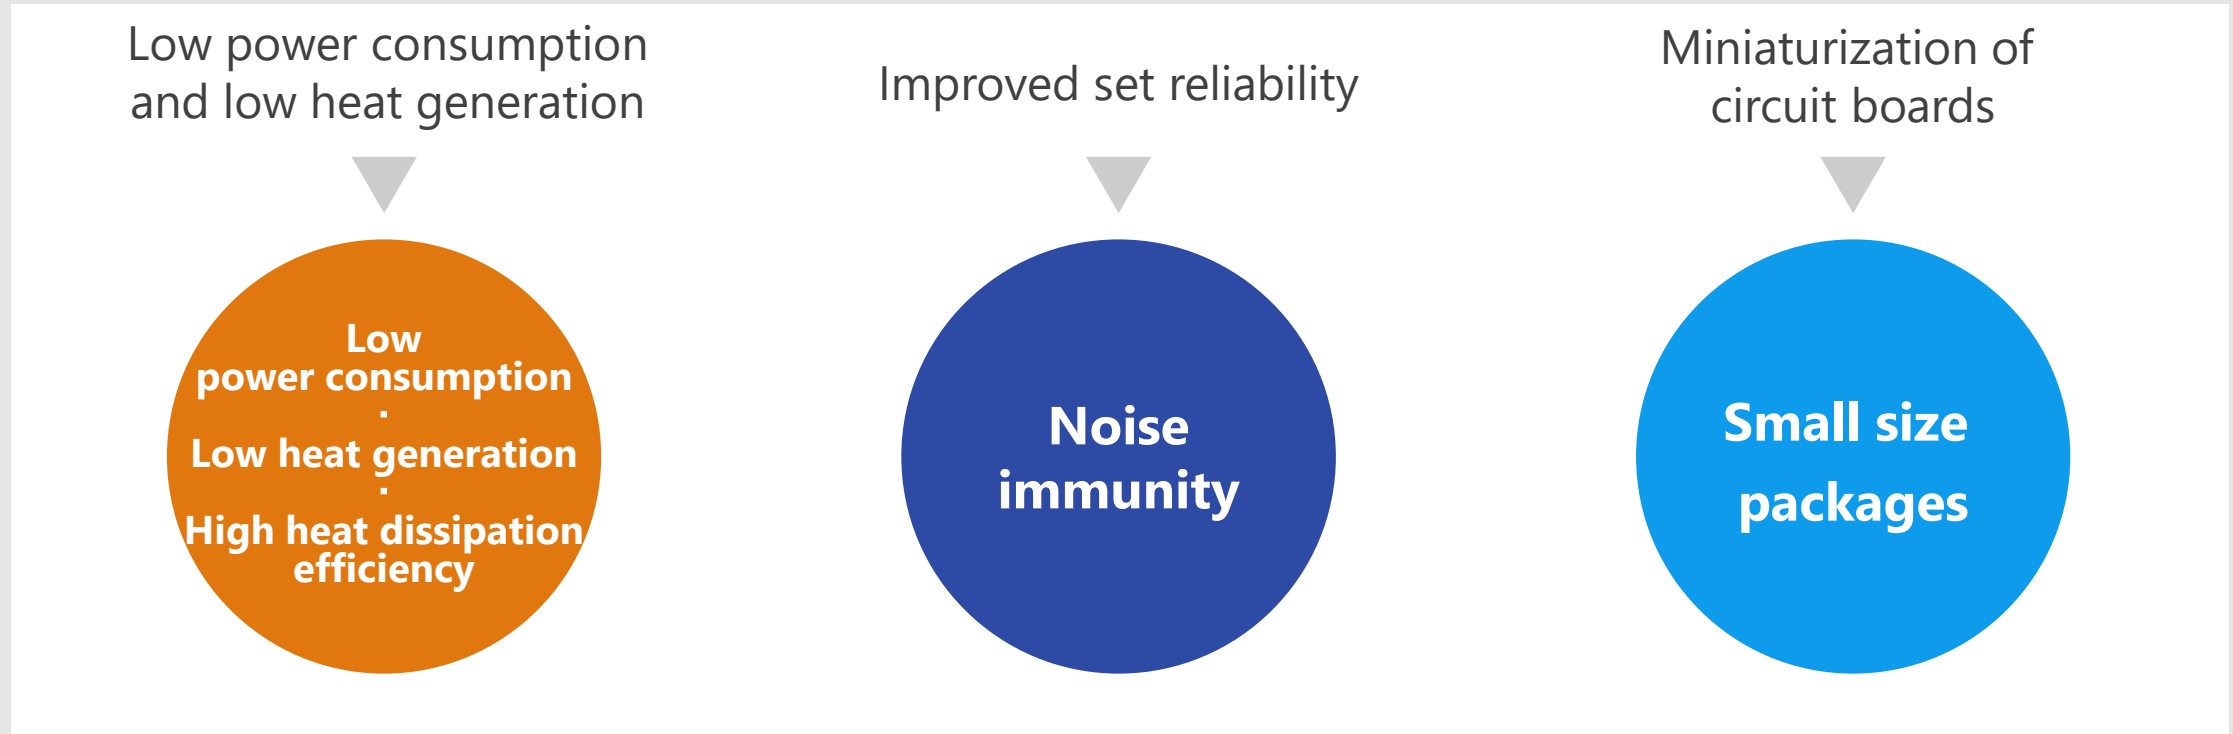 Low power consumption
and low heat generation
Improved set reliability
Miniaturization of
circuit boards
Low
power consumption
·
Low heat generation
·
High heat dissipation
efficiency
Noise
immunity
Small size
packages